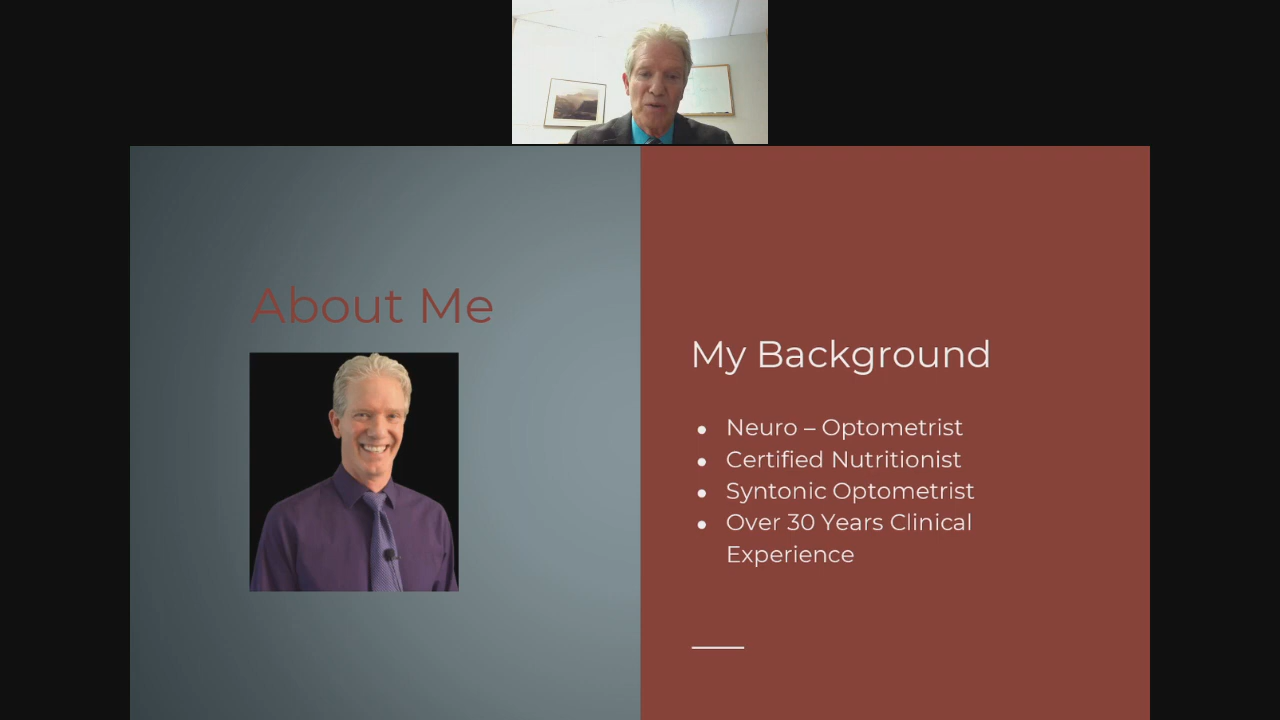 About Me
My Background
● Neuro – Optometrist
● Certified Nutritionist
● Syntonic Optometrist
● Over 30 Years Clinical
Experience